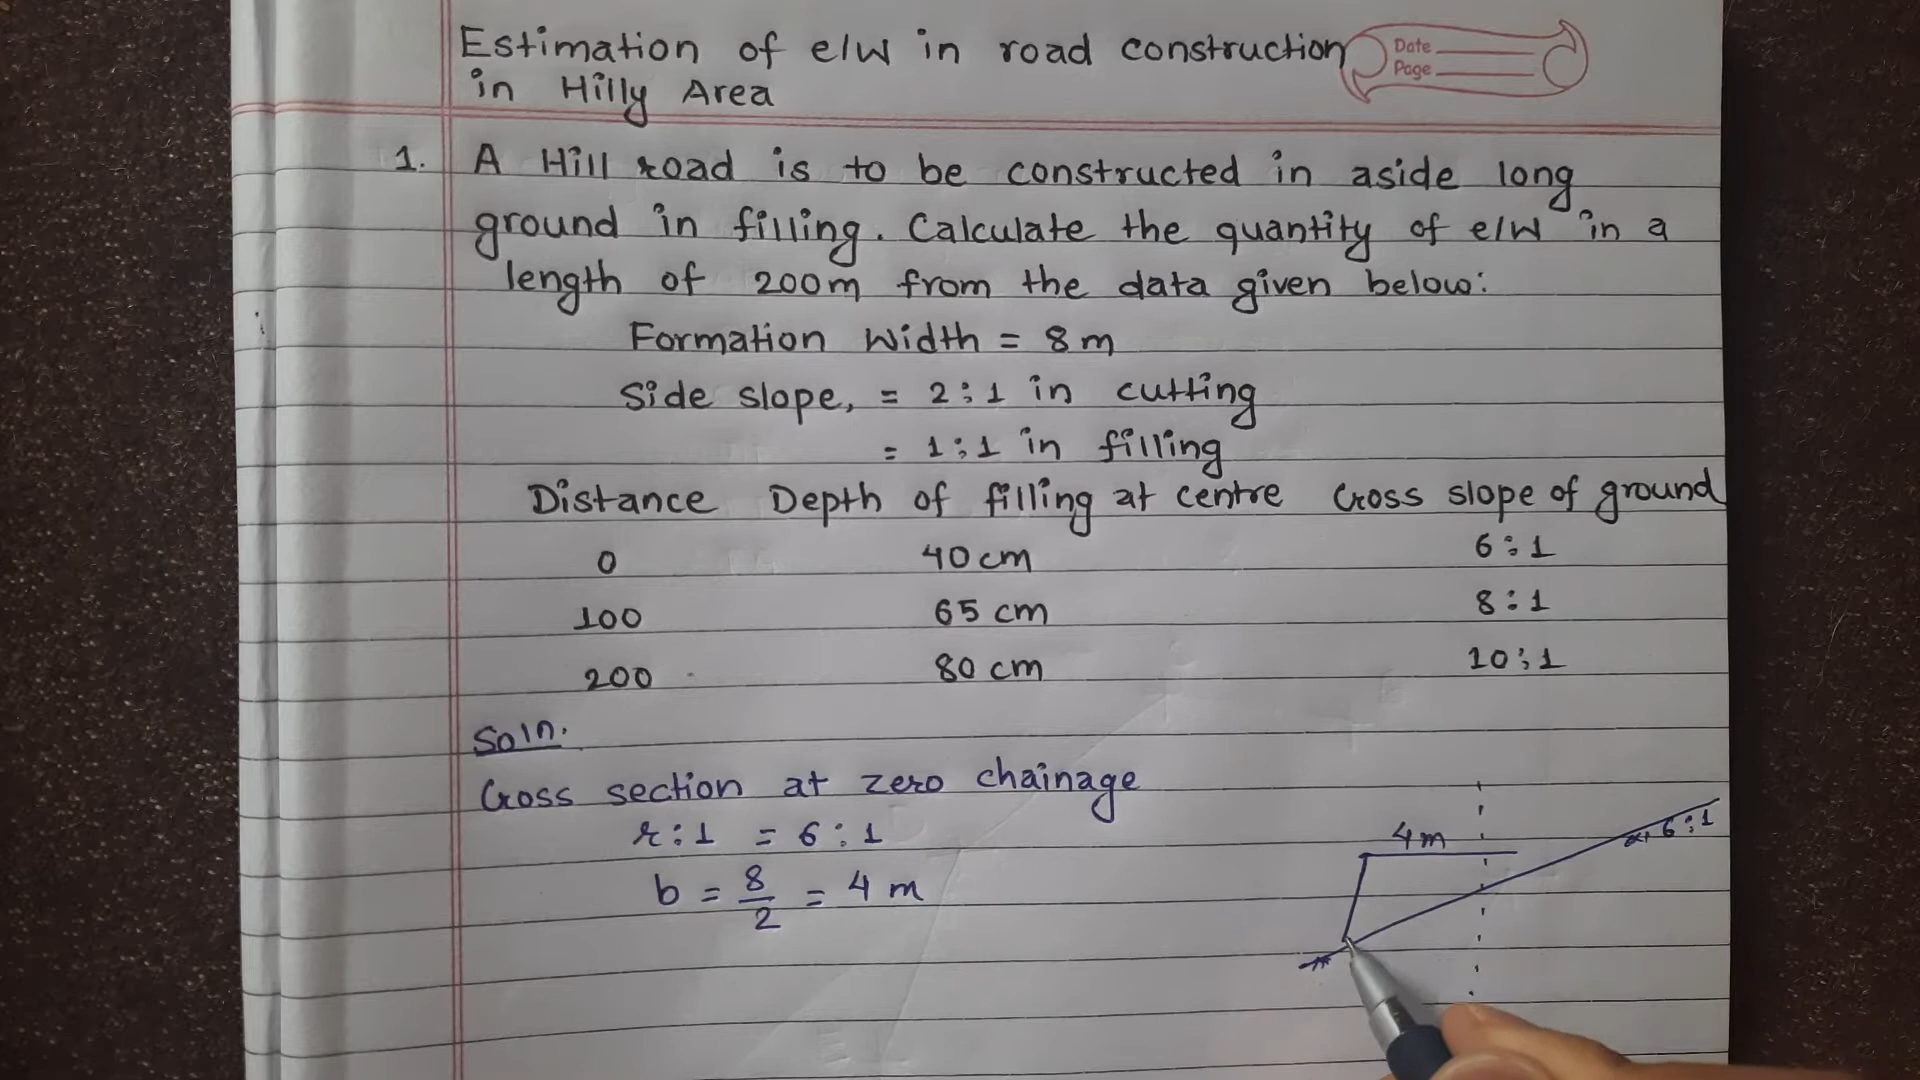 Estimation of e/w in road construction
Date
Page
in Hilly Area
1. A Hill road is to be constructed in aside long
ground in filling. Calculate the quantity of e/w in a
length of 200m from the data given below:
Formation Width = 8m
Side slope, = 2:1 in cutting
= 1:1 in filling
Distance Depth of filling at centre Cross slope of ground
0 40cm 6:1
100 65 cm 8:1
200 80 cm 10:1
Soln.
Cross section at zero chainage
r:1 = 6:1
b = 8/2 = 4 m
4m
6:1